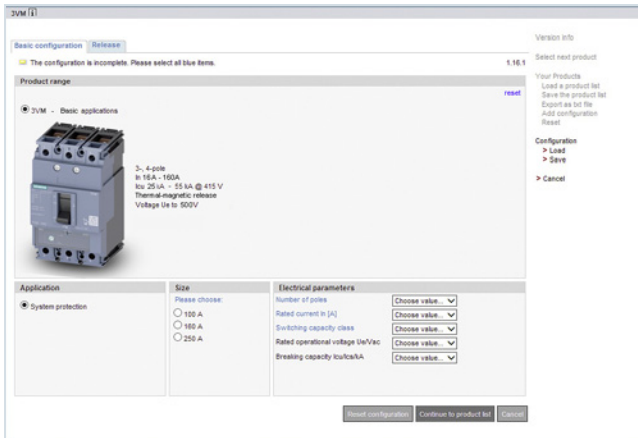 3VM i
Basic configuration Release
The configuration is incomplete. Please select all blue items. 1.16.1
Product range
reset
3VM - Basic applications
3-, 4-pole
In 16A - 160A
Icu 25 kA - 55 kA @ 415 V
Thermal-magnetic release
Voltage Ue to 500V
Application
System protection
Size
Please choose:
100 A
160 A
250 A
Electrical parameters
Number of poles Choose value...
Rated current In [A] Choose value...
Switching capacity class Choose value...
Rated operational voltage Ue/Vac Choose value...
Breaking capacity Icu/Ics/kA Choose value...
Reset configuration Continue to product list Cancel
Version Info
Select next product
Your Products
Load a product list
Save the product list
Export as txt file
Add configuration
Reset
Configuration
> Load
> Save
> Cancel